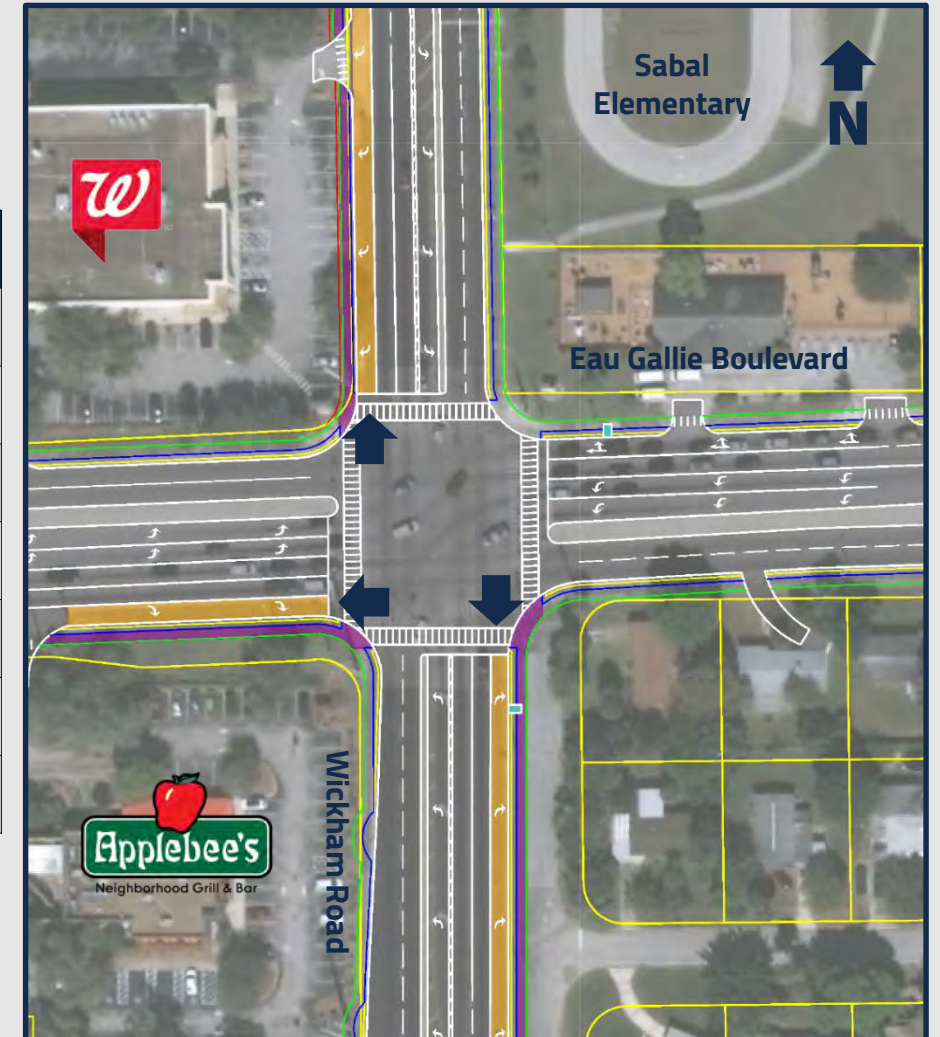 Sabal
Elementary
N
W
Eau Gallie Boulevard
Wickham Road
Applebee's
Neighborhood Grill & Bar